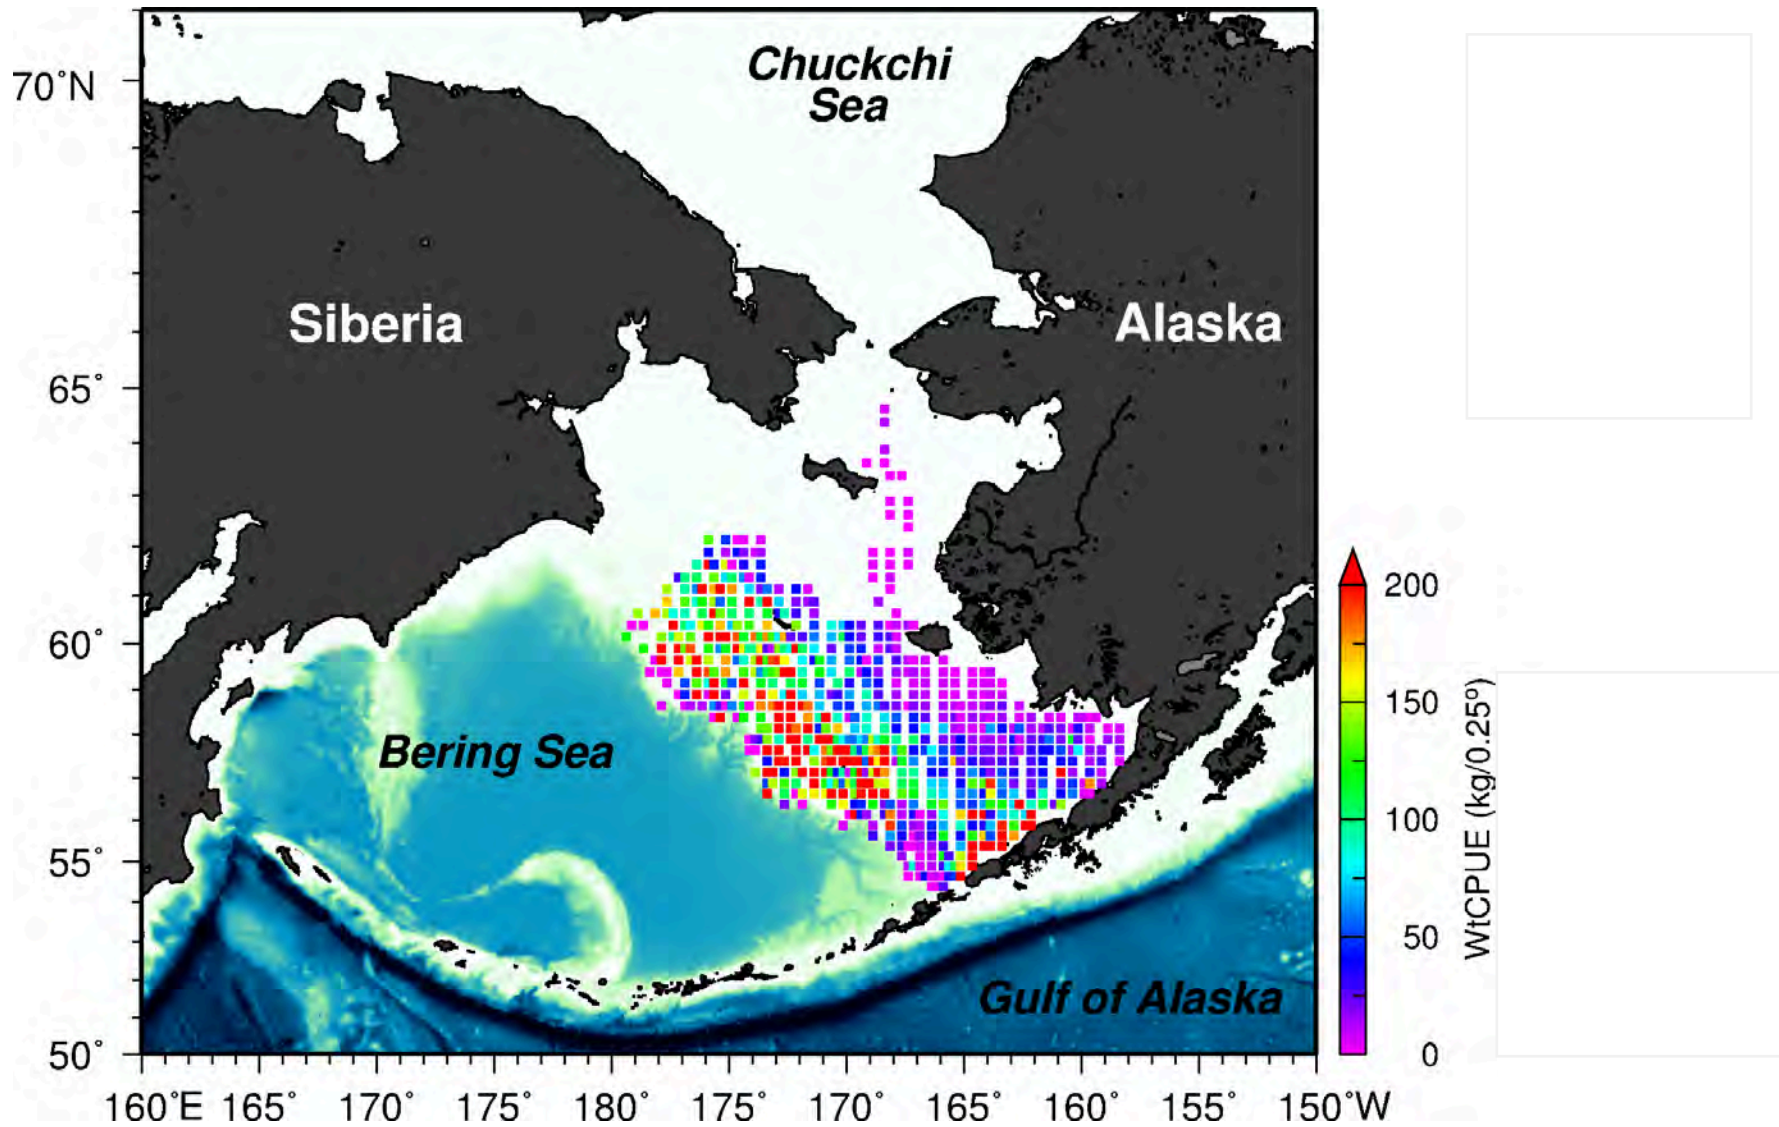 Chuckchi
Sea
70˚N
Siberia
Alaska
65˚
60˚
Bering Sea
55˚
Gulf of Alaska
50˚
160˚E 165˚ 170˚ 175˚ 180˚ 175˚ 170˚ 165˚ 160˚ 155˚ 150˚W
200
150
100
50
0
WtCPUE (kg/0.25º)